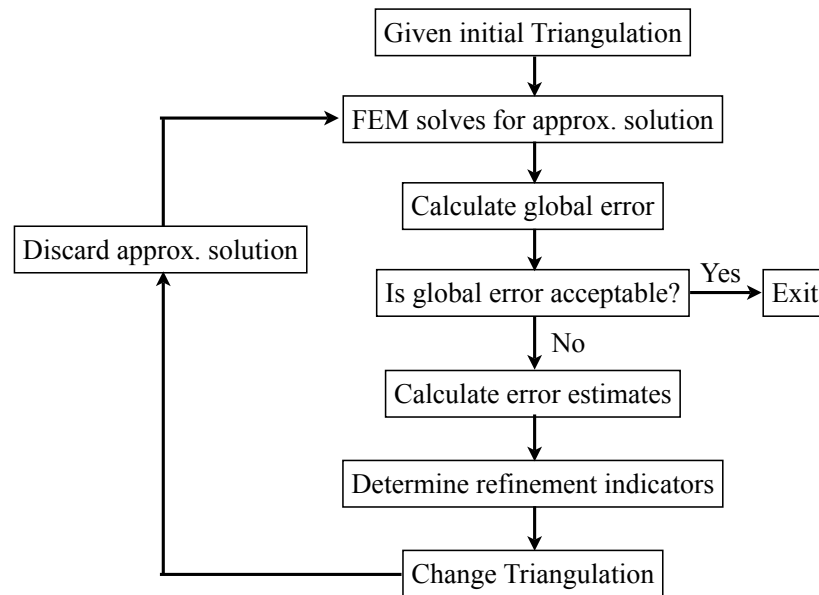 Given initial Triangulation
FEM solves for approx. solution
Calculate global error
Discard approx. solution
Is global error acceptable?
Yes
Exit
No
Calculate error estimates
Determine refinement indicators
Change Triangulation